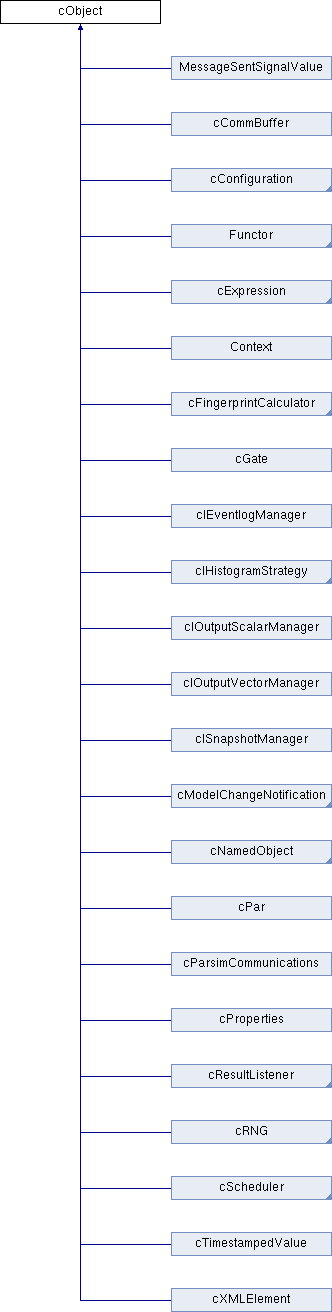 cObject
MessageSentSignalValue
cCommBuffer
cConfiguration
Functor
cExpression
Context
cFingerprintCalculator
cGate
cIEventlogManager
cIHistogramStrategy
cIOutputScalarManager
cIOutputVectorManager
cISnapshotManager
cModelChangeNotification
cNamedObject
cPar
cParsimCommunications
cProperties
cResultListener
cRNG
cScheduler
cTimestampedValue
cXMLElement